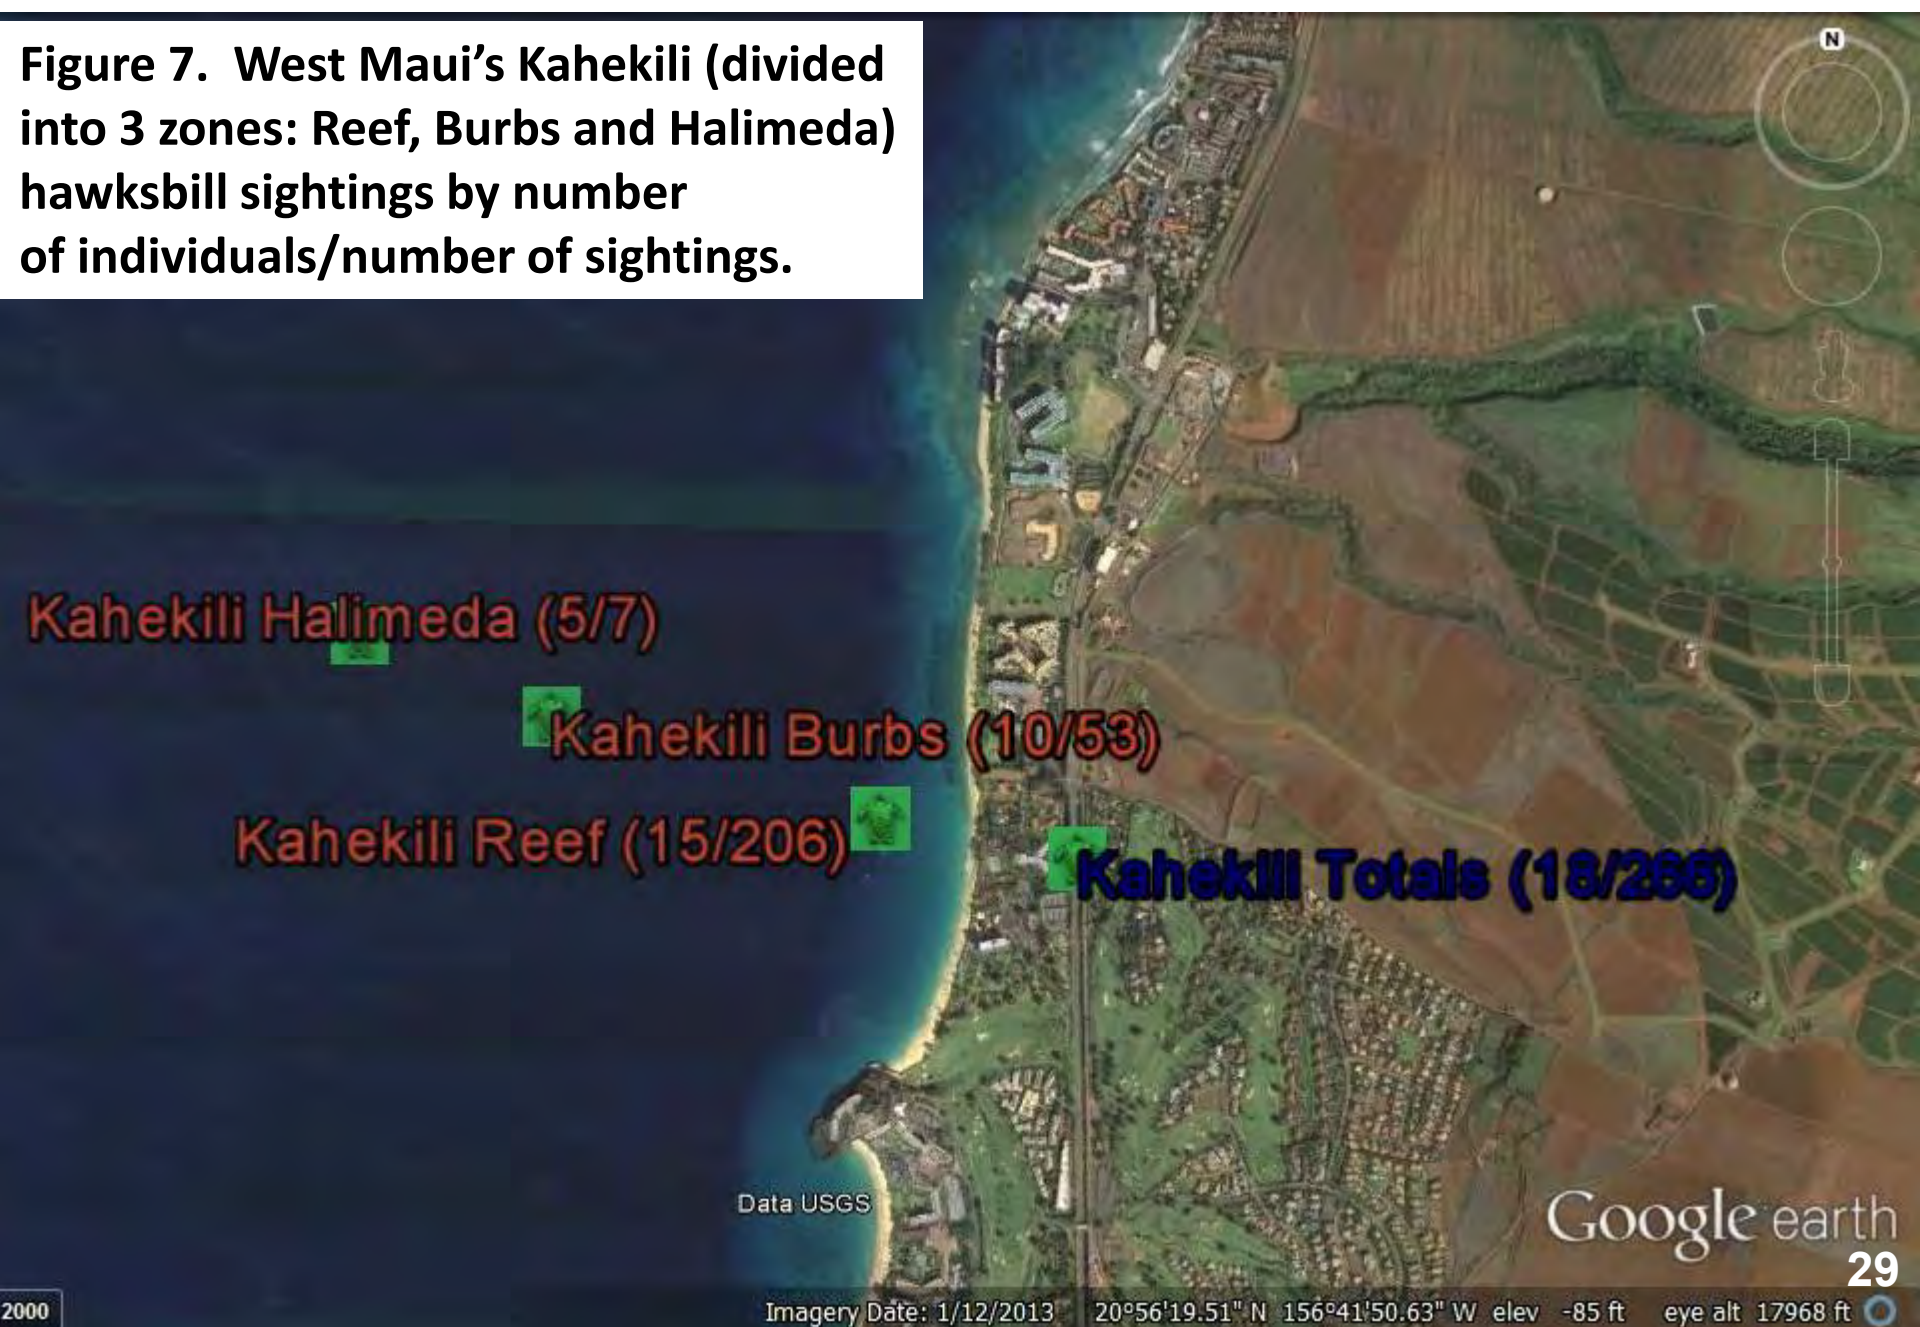 Figure 7. West Maui’s Kahekili (divided
into 3 zones: Reef, Burbs and Halimeda)
hawksbill sightings by number
of individuals/number of sightings.
N
Kahekili Halimeda (5/7)
Kahekili Burbs (10/53)
Kahekili Reef (15/206)
Kahekili Totals (18/266)
Data USGS
Google earth
29
2000
Imagery Date: 1/12/2013 20°56'19.51" N 156°41'50.63" W elev -85 ft eye alt 17968 ft